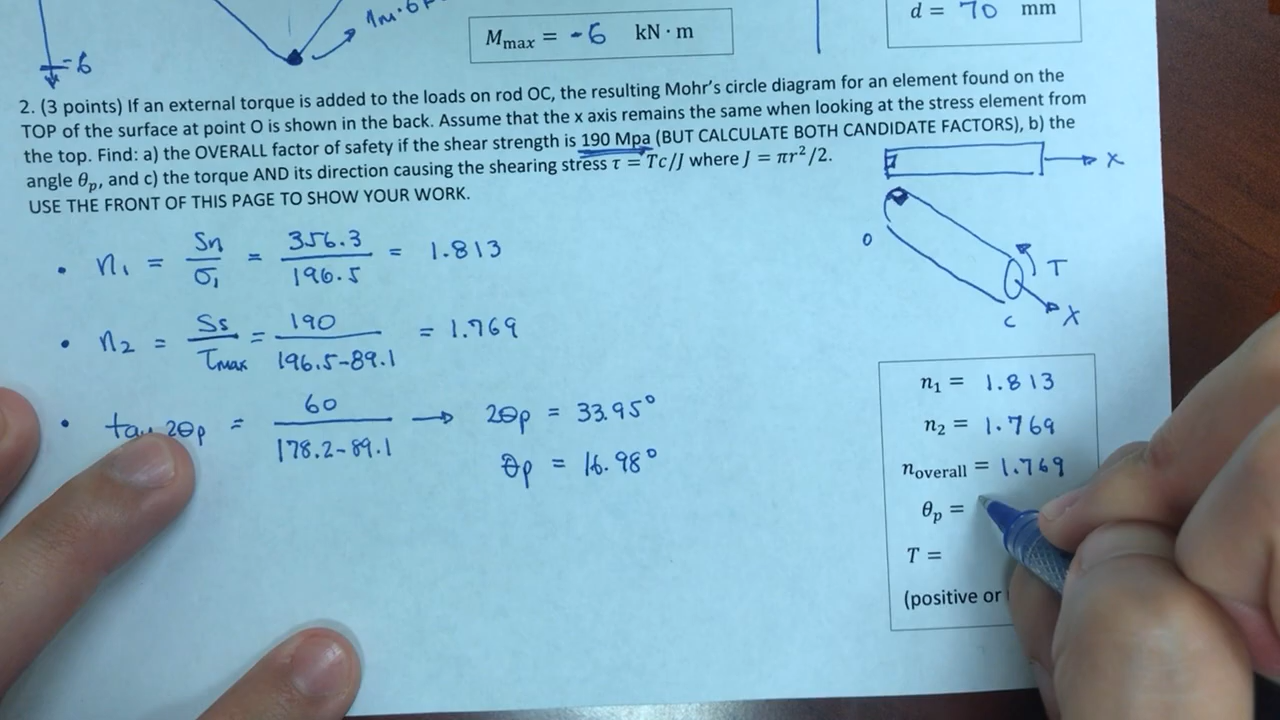 1m·6
-6
M_max = -6 kN·m
d = 70 mm
2. (3 points) If an external torque is added to the loads on rod OC, the resulting Mohr's circle diagram for an element found on the
TOP of the surface at point O is shown in the back. Assume that the x axis remains the same when looking at the stress element from
the top. Find: a) the OVERALL factor of safety if the shear strength is 190 Mpa (BUT CALCULATE BOTH CANDIDATE FACTORS), b) the
angle θ_p, and c) the torque AND its direction causing the shearing stress τ = Tc/J where J = πr²/2.
USE THE FRONT OF THIS PAGE TO SHOW YOUR WORK.
X
O
T
C
X
• n₁ = Sn/σ₁ = 356.3/196.5 = 1.813
• n₂ = Ss/τmax = 190/196.5-89.1 = 1.769
• tan 2θp = 60/178.2-89.1 → 2θp = 33.95°
θp = 16.98°
n₁ = 1.813
n₂ = 1.769
n_overall = 1.769
θ_p =
T =
(positive or